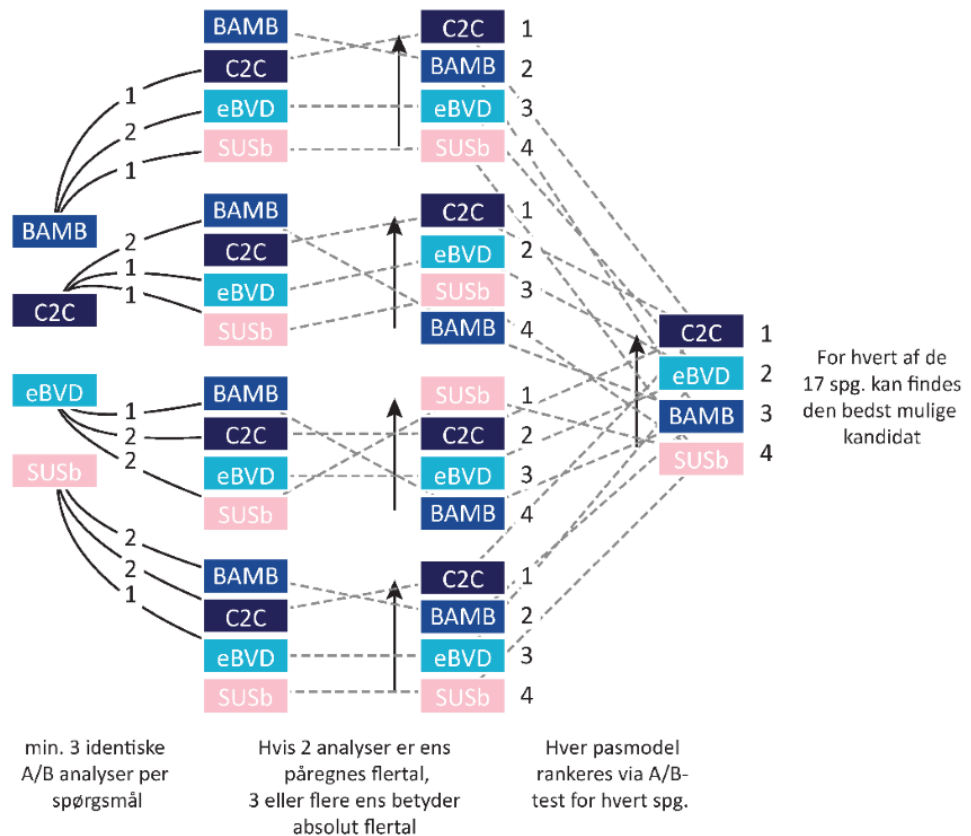 BAMB
C2C
eBVD
SUSb
BAMB
C2C
eBVD
SUSb
1
2
1
C2C
BAMB
eBVD
SUSb
1
2
3
4
2
1
1
BAMB
C2C
eBVD
SUSb
C2C
eBVD
SUSb
BAMB
1
2
3
4
1
2
2
BAMB
C2C
eBVD
SUSb
SUSb
C2C
eBVD
BAMB
1
2
3
4
2
2
1
BAMB
C2C
eBVD
SUSb
C2C
BAMB
eBVD
SUSb
1
2
3
4
C2C
eBVD
BAMB
SUSb
1
2
3
4
For hvert af de
17 spg. kan findes
den bedst mulige
kandidat
min. 3 identiske
A/B analyser per
spørgsmål
Hvis 2 analyser er ens
påregnes flertal,
3 eller flere ens betyder
absolut flertal
Hver pasmodel
rankeres via A/B-
test for hvert spg.